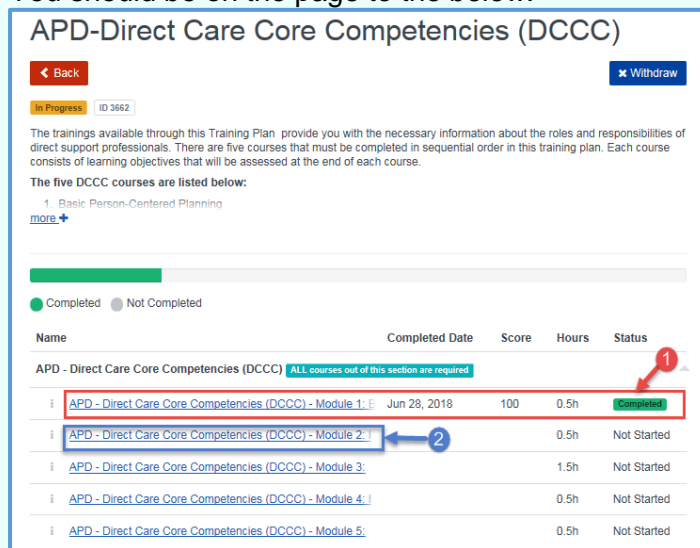 You should be on the page to the below.
APD-Direct Care Core Competencies (DCCC)
Back
Withdraw
In Progress ID 3662
The trainings available through this Training Plan provide you with the necessary information about the roles and responsibilities of
direct support professionals. There are five courses that must be completed in sequential order in this training plan. Each course
consists of learning objectives that will be assessed at the end of each course.
The five DCCC courses are listed below:
1. Basic Person-Centered Planning
more +
Completed Not Completed
Name Completed Date Score Hours Status
APD - Direct Care Core Competencies (DCCC) ALL courses out of this section are required
1
APD - Direct Care Core Competencies (DCCC) - Module 1: Jun 28, 2018 100 0.5h Completed
APD - Direct Care Core Competencies (DCCC) - Module 2: 2 0.5h Not Started
APD - Direct Care Core Competencies (DCCC) - Module 3: 1.5h Not Started
APD - Direct Care Core Competencies (DCCC) - Module 4: 0.5h Not Started
APD - Direct Care Core Competencies (DCCC) - Module 5: 0.5h Not Started